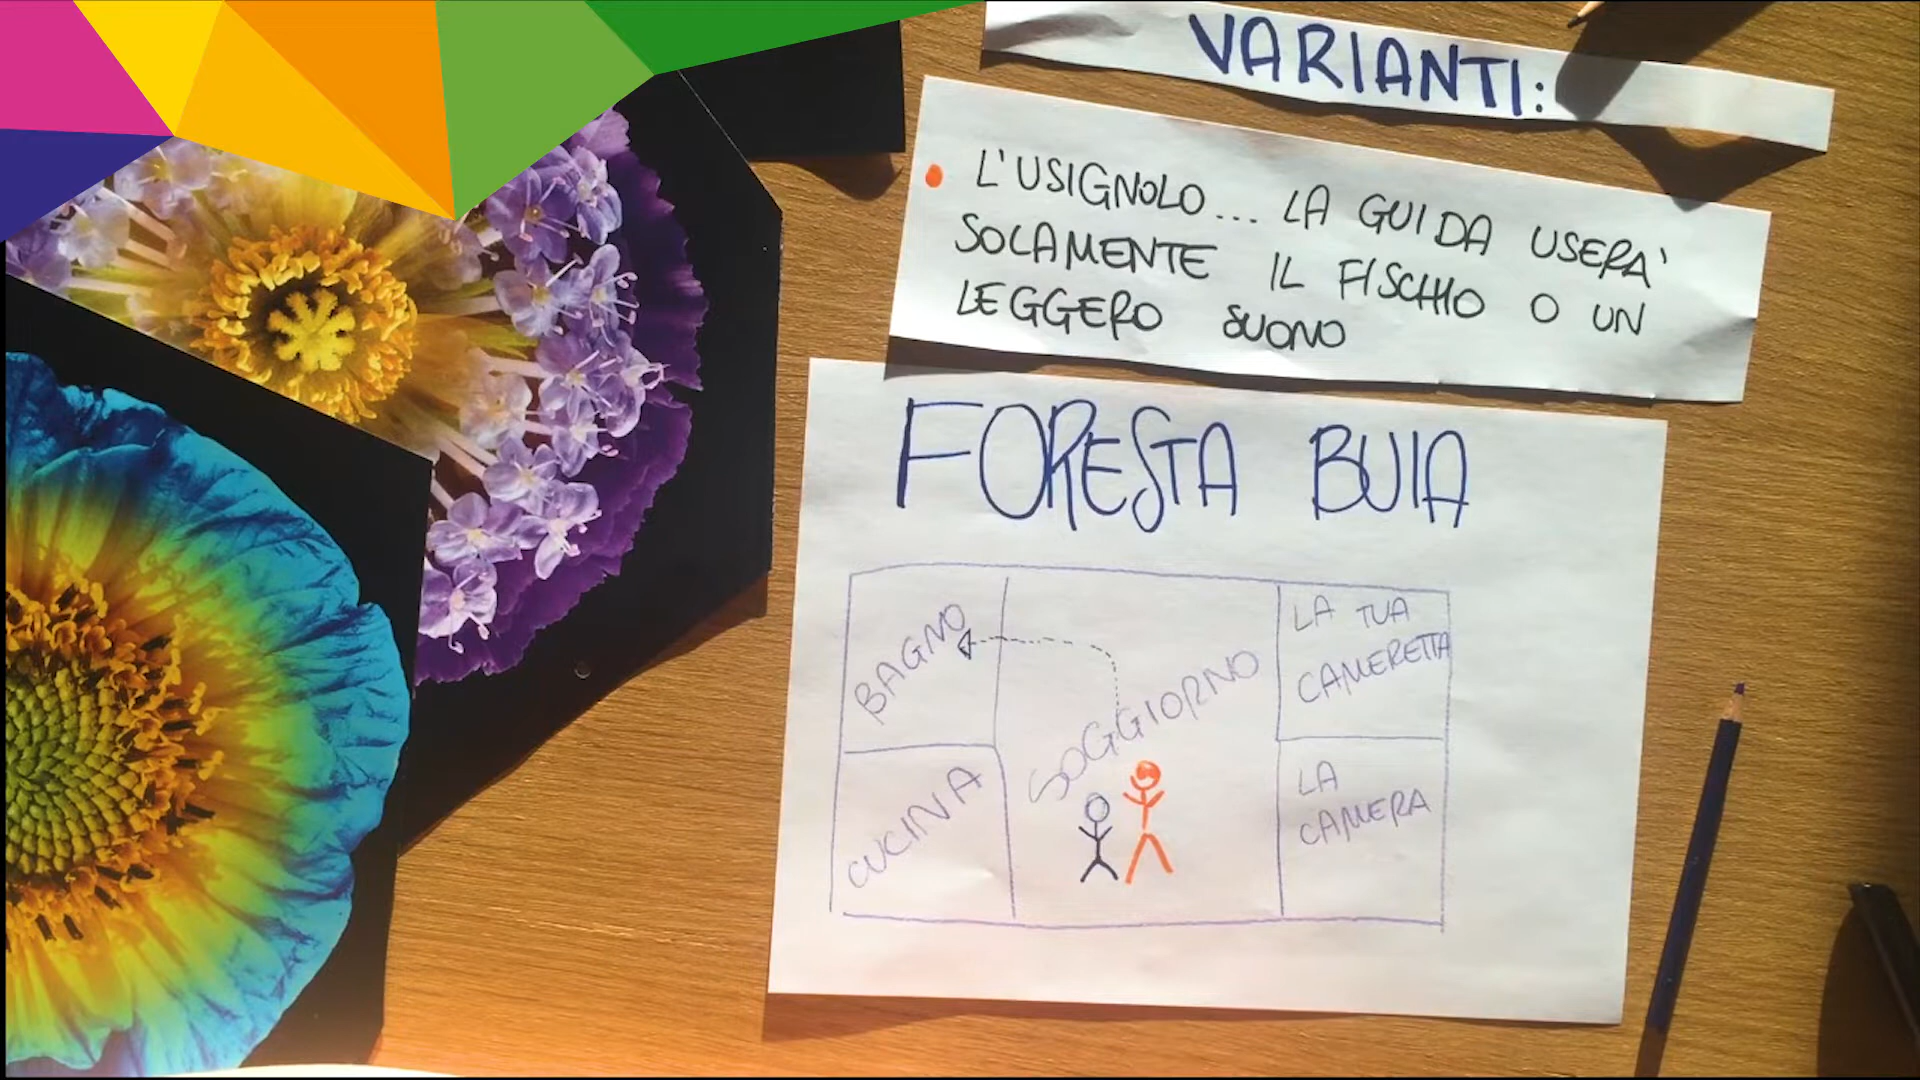 VARIANTI:
• L'USIGNOLO... LA GUIDA USERA'
SOLAMENTE IL FISCHIO O UN
LEGGERO SUONO
FORESTA BUIA
BAGNO
SOGGIORNO
LA TUA
CAMERETTA
CUCINA
LA
CAMERA